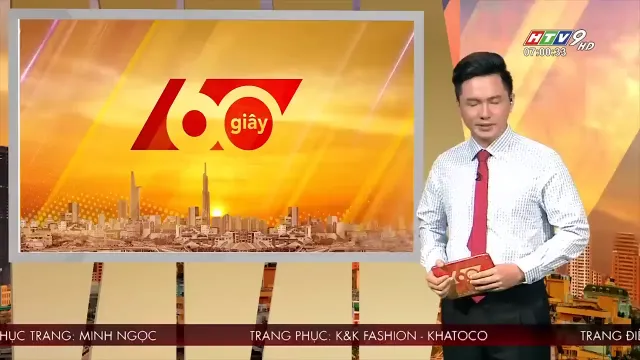 HTV9 HD
07:00:33
60
giây
60
PHỤC TRANG: MINH NGỌC TRANG PHỤC: K&K FASHION - KHATOCO TRANG ĐI